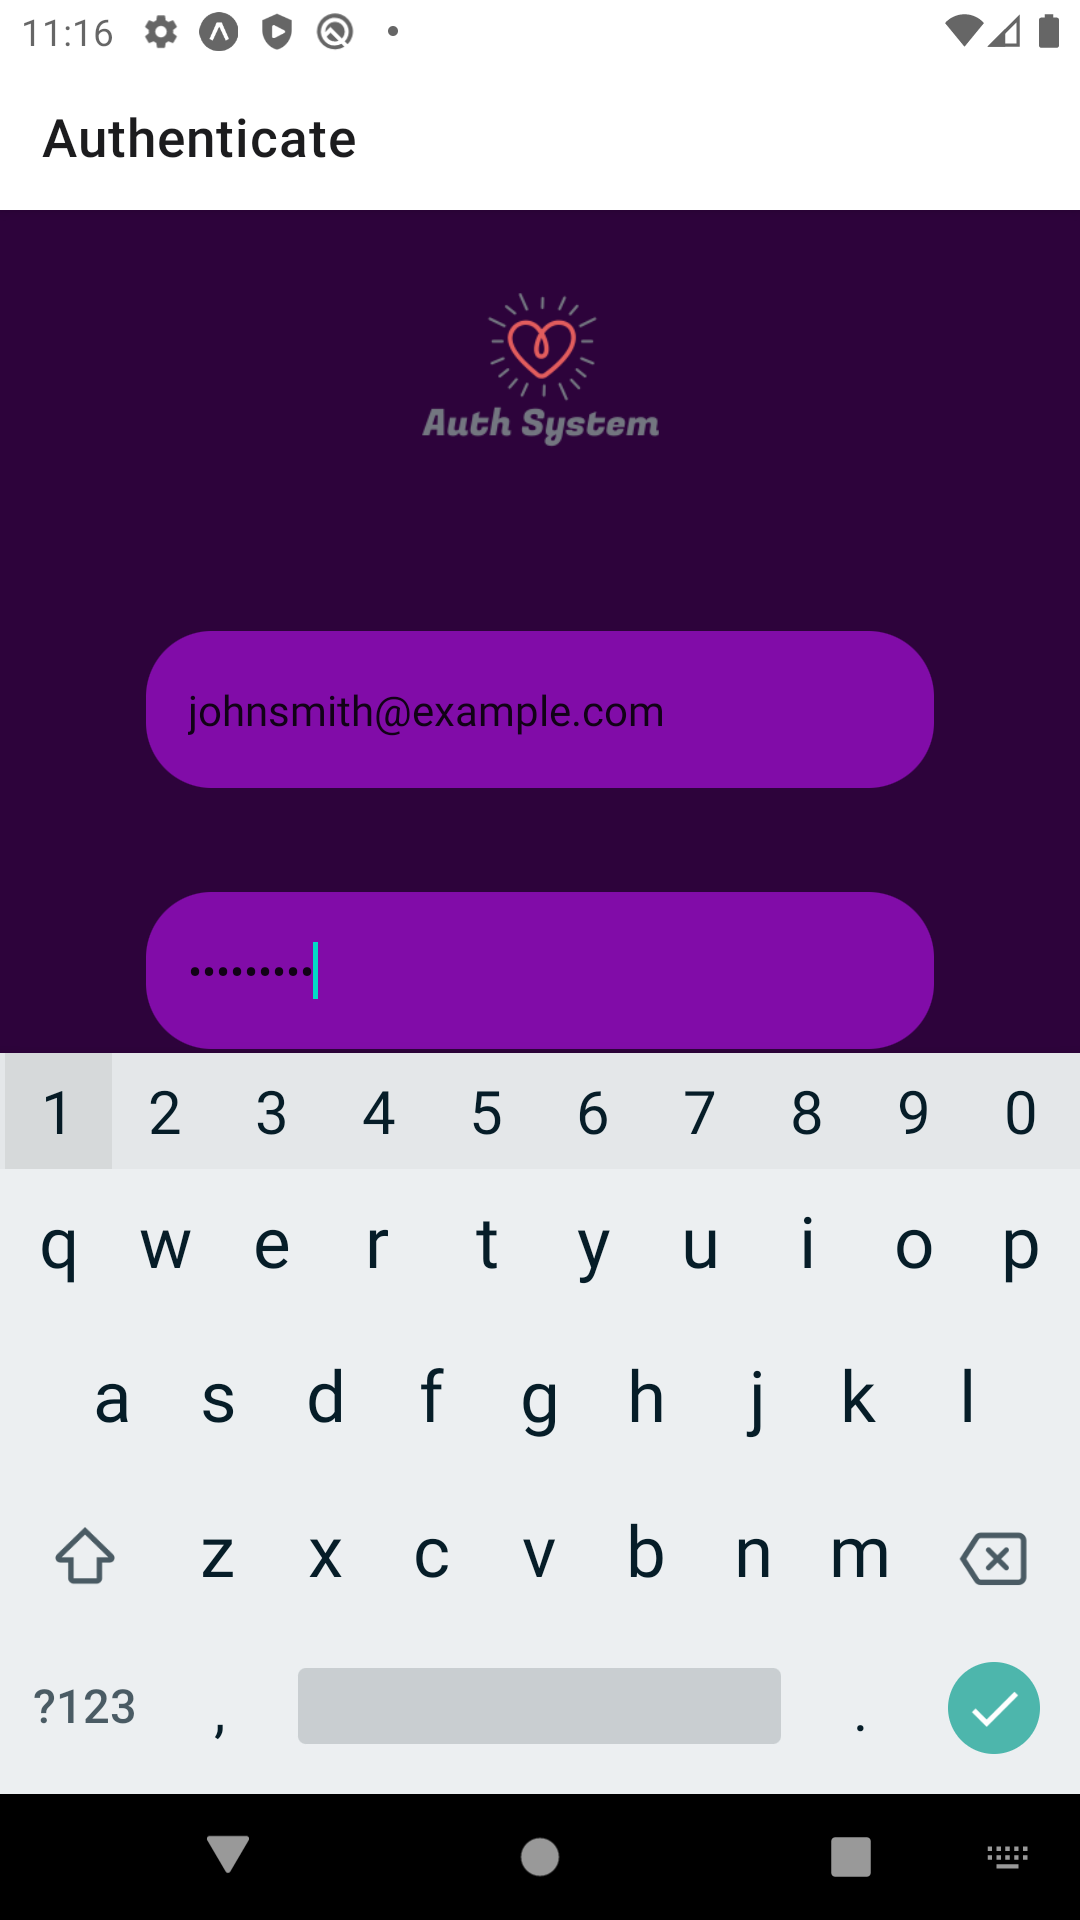 11:16
Authenticate
Auth System
johnsmith@example.com
•••••••••
1 2 3 4 5 6 7 8 9 0
q w e r t y u i o p
a s d f g h j k l
z x c v b n m
?123 , .